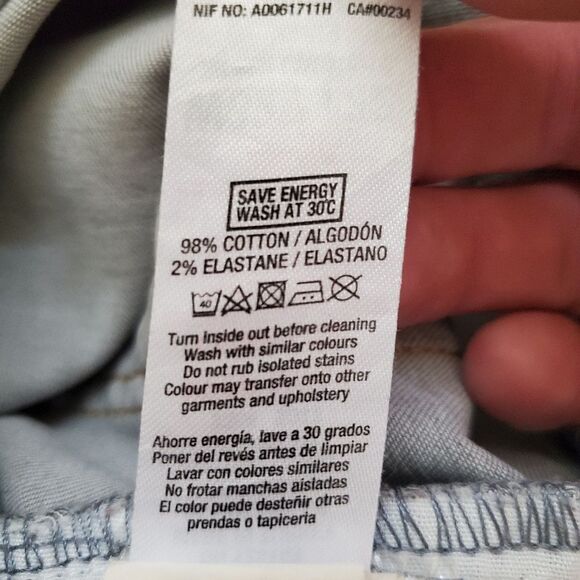 NIF NO: A0061711H CA#00234
SAVE ENERGY
WASH AT 30°C
98% COTTON / ALGODÓN
2% ELASTANE / ELASTANO
40
Turn inside out before cleaning
Wash with similar colours
Do not rub isolated stains
Colour may transfer onto other
garments and upholstery
Ahorre energía, lave a 30 grados
Poner del revés antes de limpiar
Lavar con colores similares
No frotar manchas aisladas
El color puede desteñir otras
prendas o tapiceria